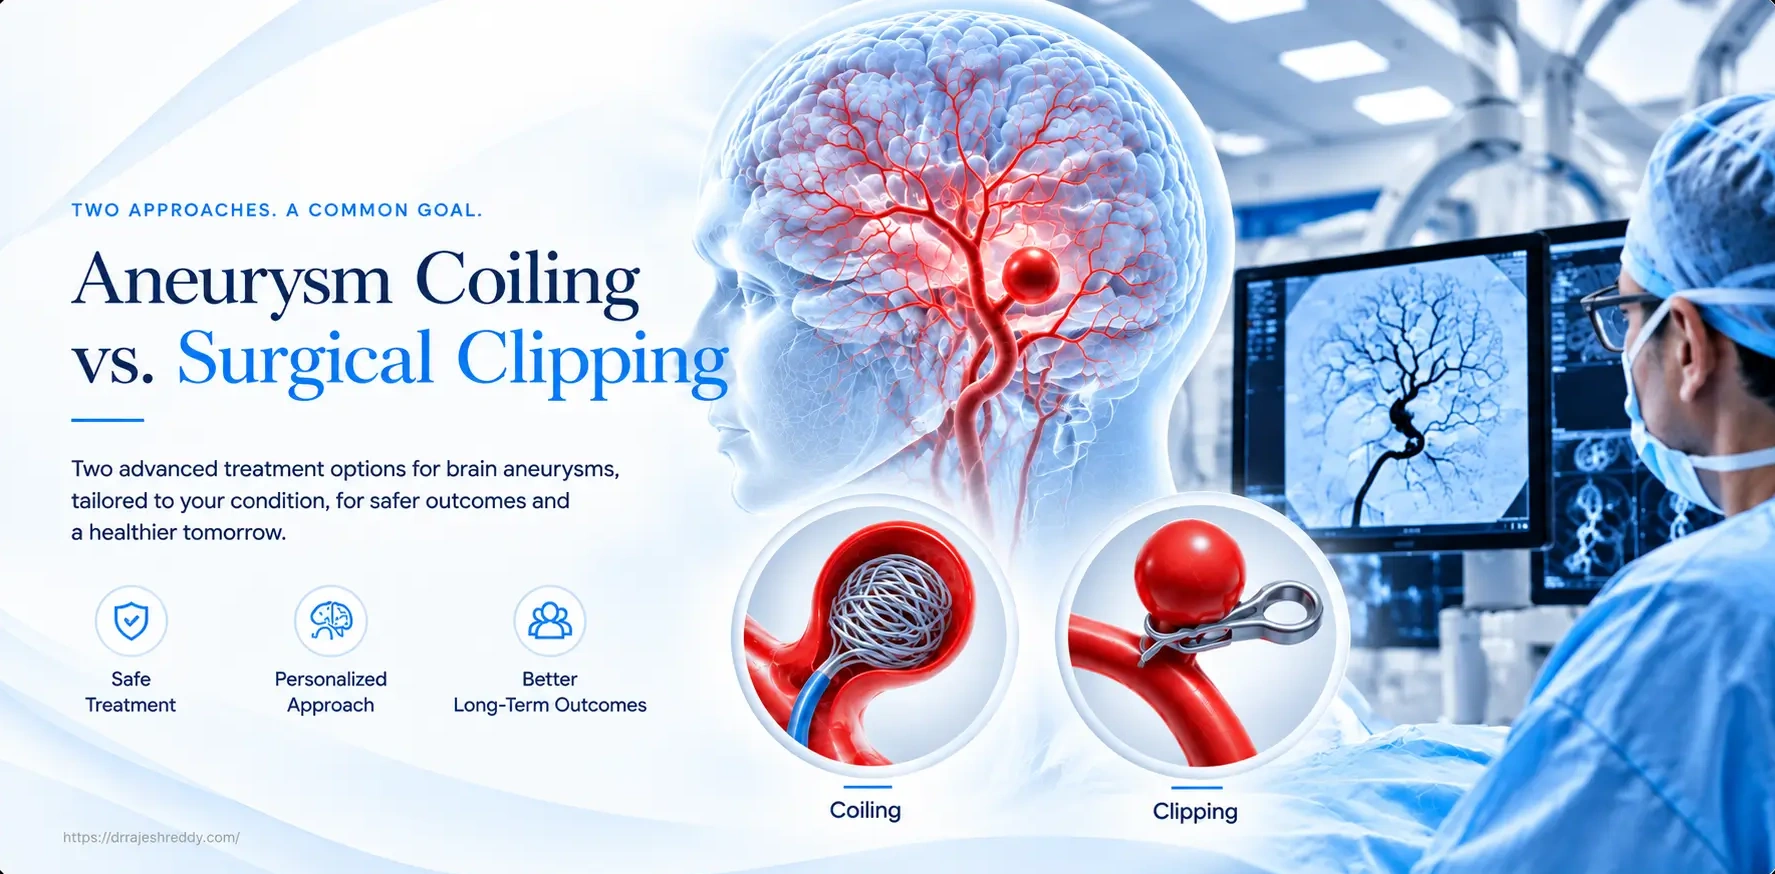 TWO APPROACHES. A COMMON GOAL.
Aneurysm Coiling
vs. Surgical Clipping
Two advanced treatment options for brain aneurysms,
tailored to your condition, for safer outcomes and
a healthier tomorrow.
Safe
Treatment
Personalized
Approach
Better
Long-Term Outcomes
Coiling
Clipping
https://drrajeshreddy.com/